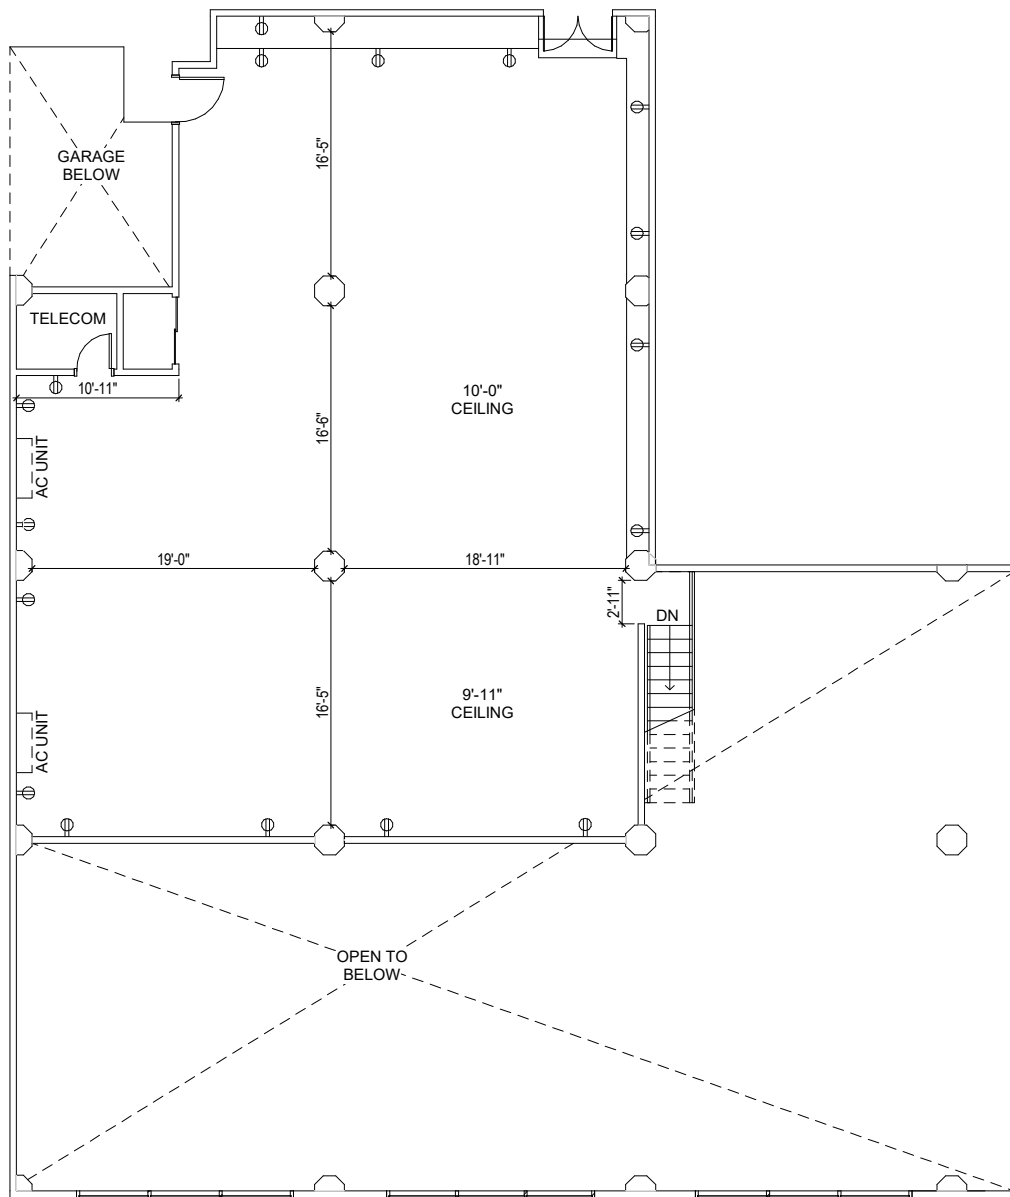 GARAGE
BELOW
16'-5"
TELECOM
10'-11"
10'-0"
CEILING
16'-6"
AC UNIT
19'-0"
18'-11"
2'-11"
DN
16'-5"
9'-11"
CEILING
AC UNIT
OPEN TO
BELOW